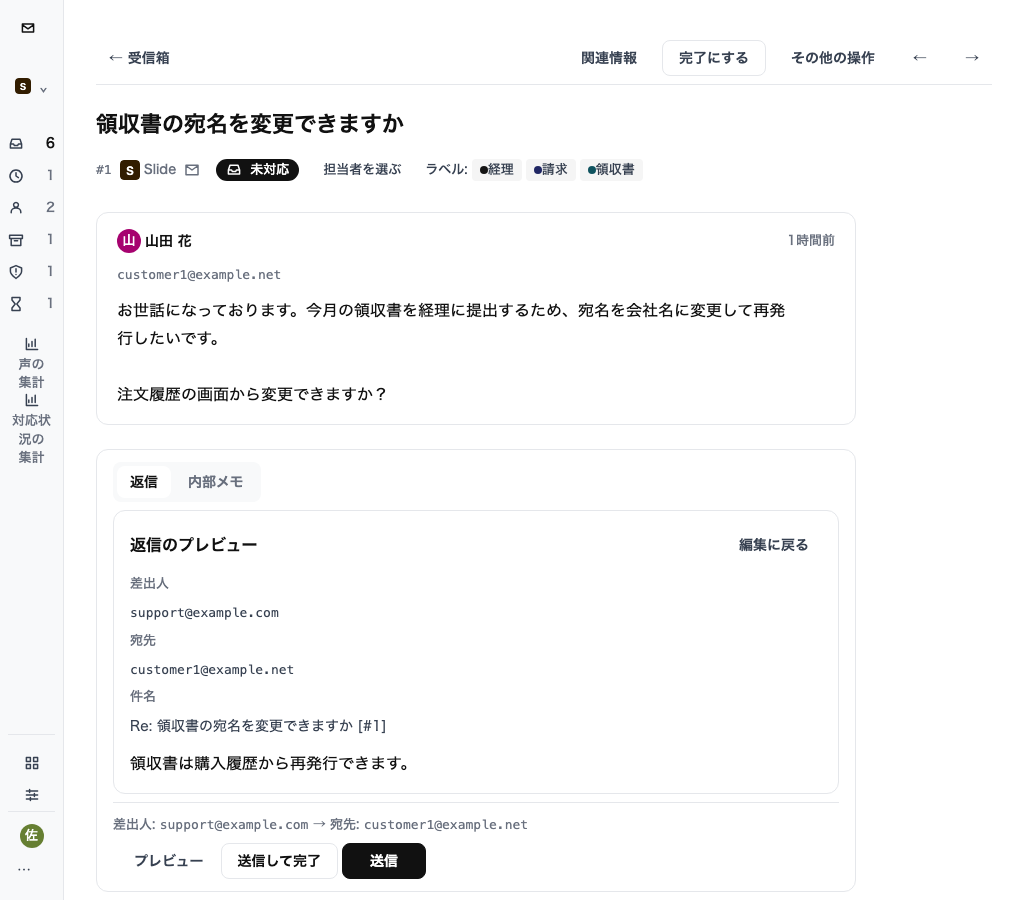 ← 受信箱
関連情報
完了にする
その他の操作
←
→
S
6
1
2
1
1
1
声の
集計
対応状
況の
集計
佐
…
領収書の宛名を変更できますか
#1 S Slide 未対応 担当者を選ぶ ラベル: 経理 請求 領収書
山 山田 花
1時間前
customer1@example.net
お世話になっております。今月の領収書を経理に提出するため、宛名を会社名に変更して再発
行したいです。
注文履歴の画面から変更できますか？
返信 内部メモ
返信のプレビュー
編集に戻る
差出人
support@example.com
宛先
customer1@example.net
件名
Re: 領収書の宛名を変更できますか [#1]
領収書は購入履歴から再発行できます。
差出人: support@example.com → 宛先: customer1@example.net
プレビュー 送信して完了 送信